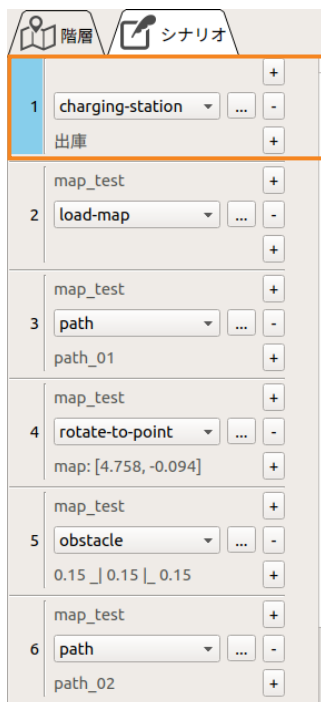 階層 シナリオ
+
1 charging-station ... -
出庫 +
map_test +
2 load-map ... -
+
map_test +
3 path ... -
path_01 +
map_test +
4 rotate-to-point ... -
map: [4.758, -0.094] +
map_test +
5 obstacle ... -
0.15 _| 0.15 |_ 0.15 +
map_test +
6 path ... -
path_02 +